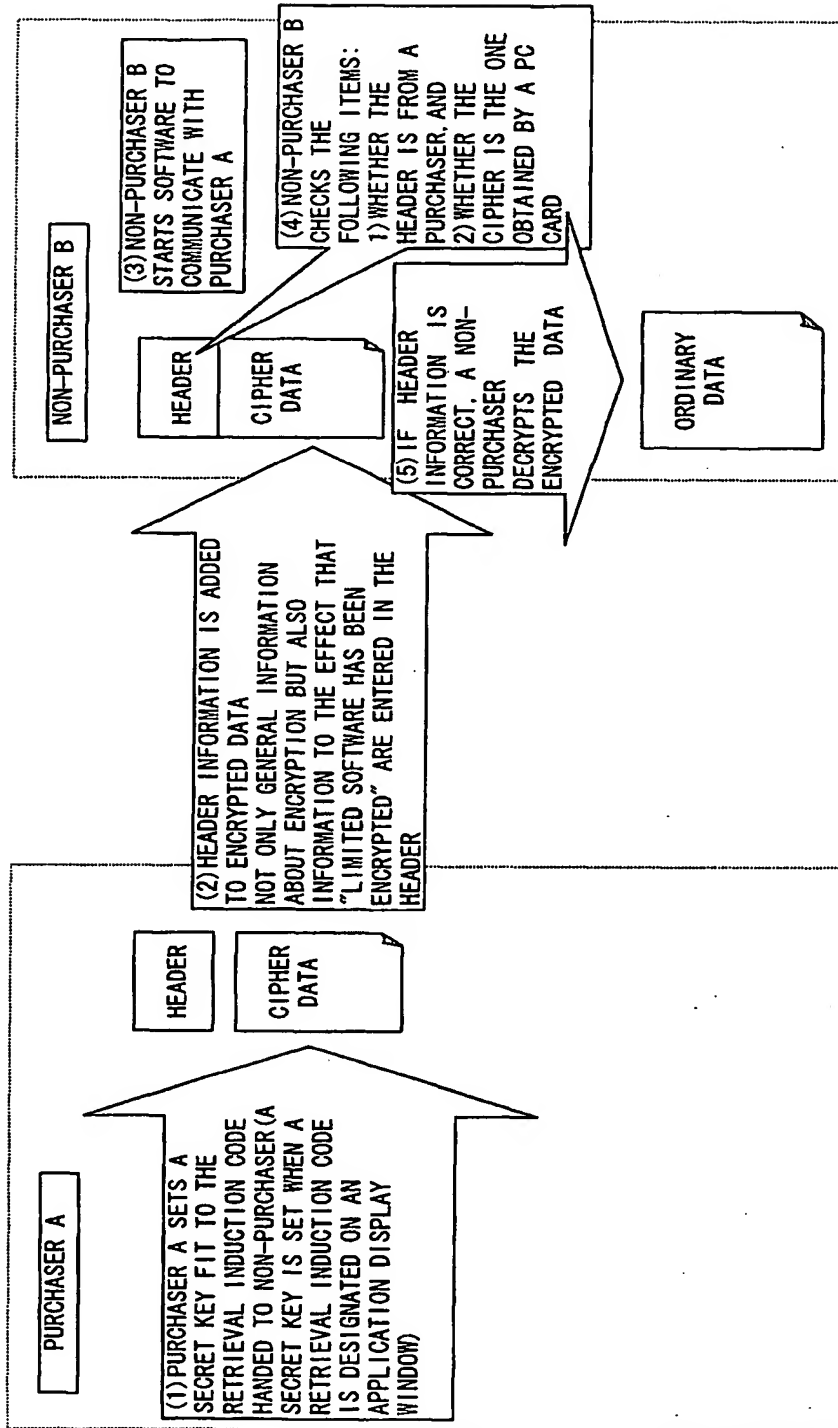 PURCHASER A
(1)PURCHASER A SETS A
SECRET KEY FIT TO THE
RETRIEVAL INDUCTION CODE
HANDED TO NON-PURCHASER(A
SECRET KEY IS SET WHEN A
RETRIEVAL INDUCTION CODE
IS DESIGNATED ON AN
APPLICATION DISPLAY
WINDOW)
HEADER
CIPHER
DATA
(2)HEADER INFORMATION IS ADDED
TO ENCRYPTED DATA
NOT ONLY GENERAL INFORMATION
ABOUT ENCRYPTION BUT ALSO
INFORMATION TO THE EFFECT THAT
"LIMITED SOFTWARE HAS BEEN
ENCRYPTED" ARE ENTERED IN THE
HEADER
NON-PURCHASER B
HEADER
CIPHER
DATA
(3)NON-PURCHASER B
STARTS SOFTWARE TO
COMMUNICATE WITH
PURCHASER A
(4)NON-PURCHASER B
CHECKS THE
FOLLOWING ITEMS:
1)WHETHER THE
HEADER IS FROM A
PURCHASER, AND
2)WHETHER THE
CIPHER IS THE ONE
OBTAINED BY A PC
CARD
(5)IF HEADER
INFORMATION IS
CORRECT, A NON-
PURCHASER
DECRYPTS THE
ENCRYPTED DATA
ORDINARY
DATA